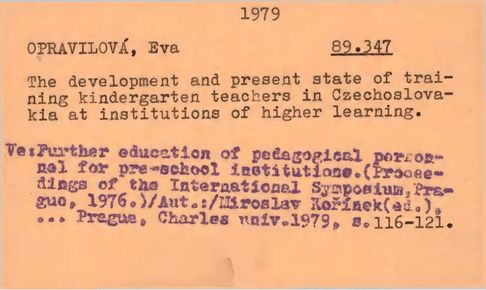 1979
OPRAVILOVÁ, Eva 89.347
The development and present state of trai-
ning kindergarten teachers in Czechoslova-
kia at institutions of higher learning.
Ve:Further education of pedagogical person-
nel for pre-school institutions.(Procee-
dings of the International Symposium,Pra-
gue, 1976.)/Aut.:/Miroslav Kořínek(ed.),
... Prague, Charles univ.1979, s.116-121.